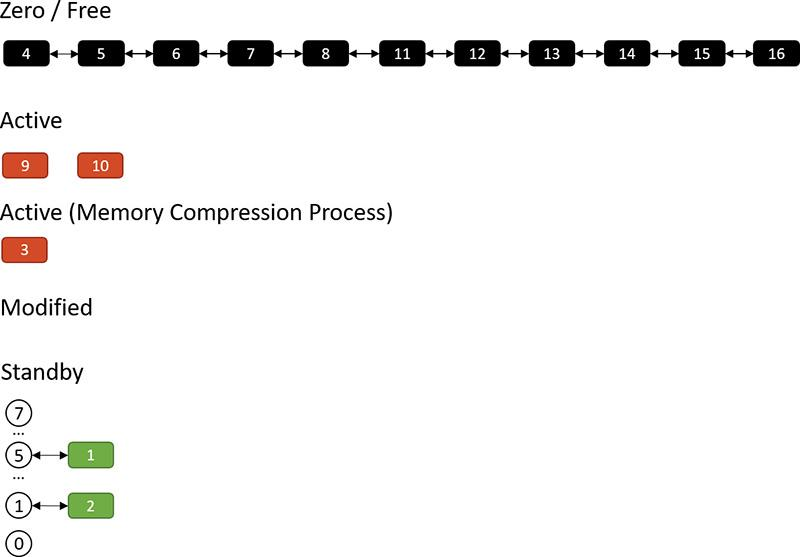 Zero / Free
4 5 6 7 8 11 12 13 14 15 16
Active
9 10
Active (Memory Compression Process)
3
Modified
Standby
7
...
5 1
...
1 2
0